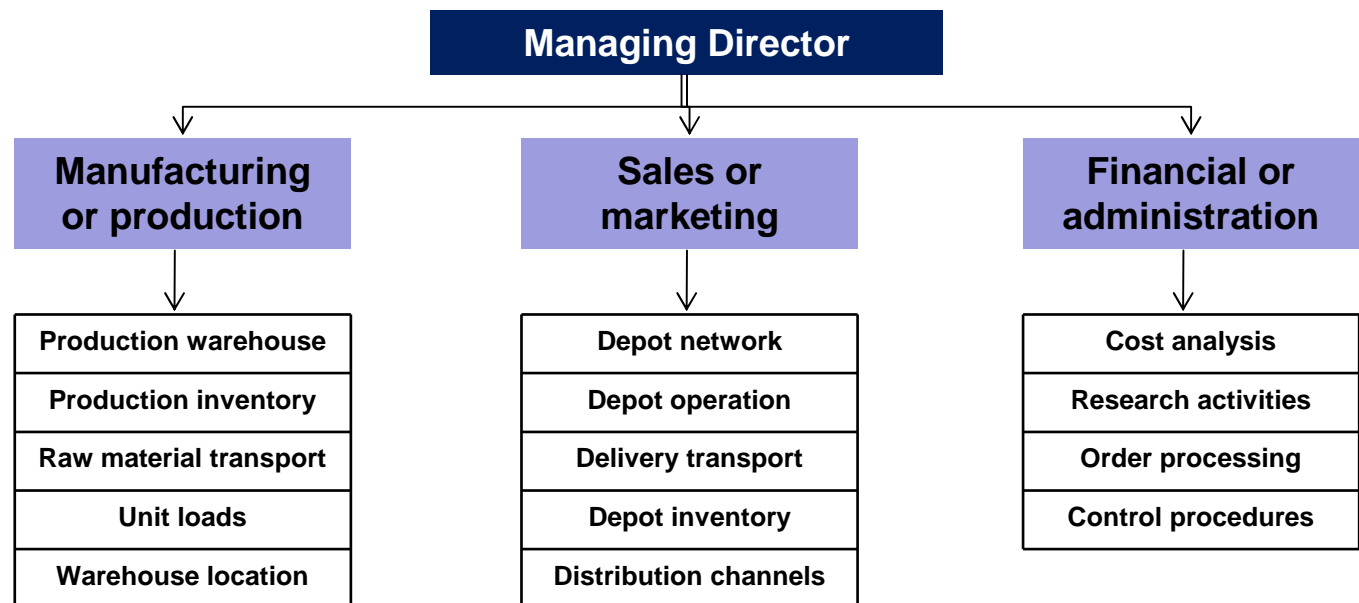 Managing Director
Manufacturing
or production
Sales or
marketing
Financial or
administration
Production warehouse
Production inventory
Raw material transport
Unit loads
Warehouse location
Depot network
Depot operation
Delivery transport
Depot inventory
Distribution channels
Cost analysis
Research activities
Order processing
Control procedures